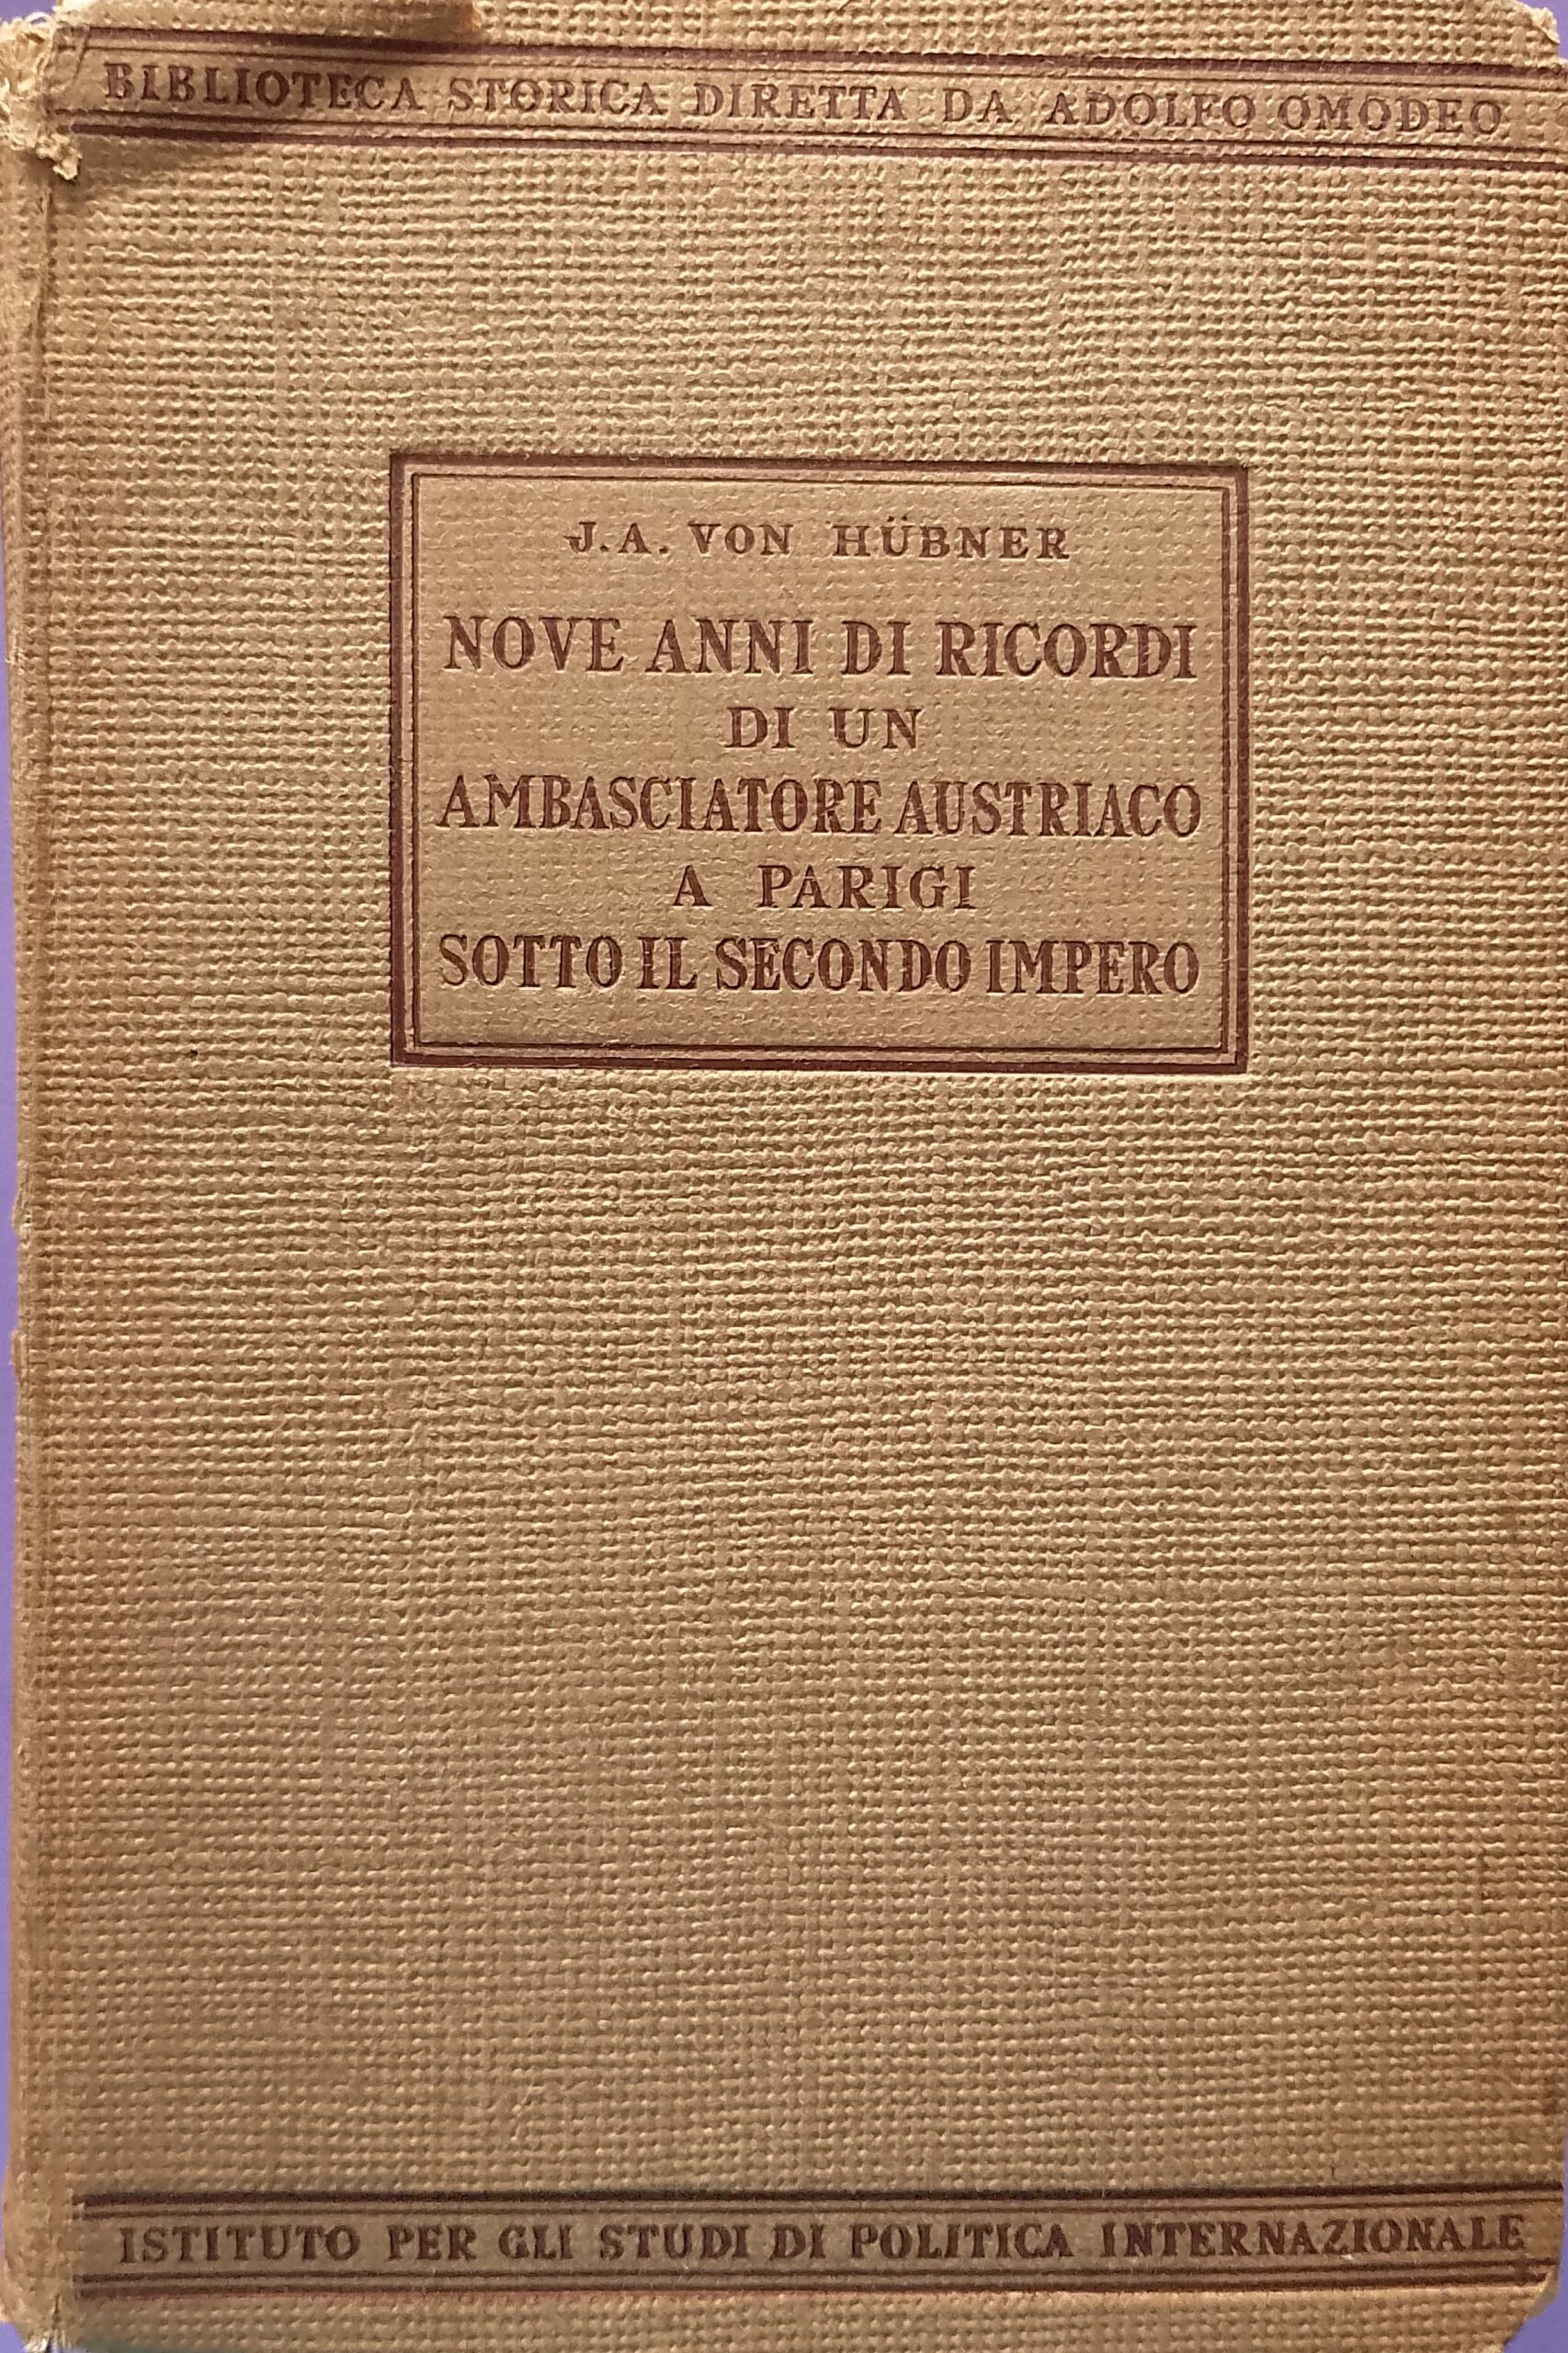 BIBLIOTECA STORICA DIRETTA DA ADOLFO OMODEO
J. A. VON HÜBNER
NOVE ANNI DI RICORDI
DI UN
AMBASCIATORE AUSTRIACO
A PARIGI
SOTTO IL SECONDO IMPERO
ISTITUTO PER GLI STUDI DI POLITICA INTERNAZIONALE